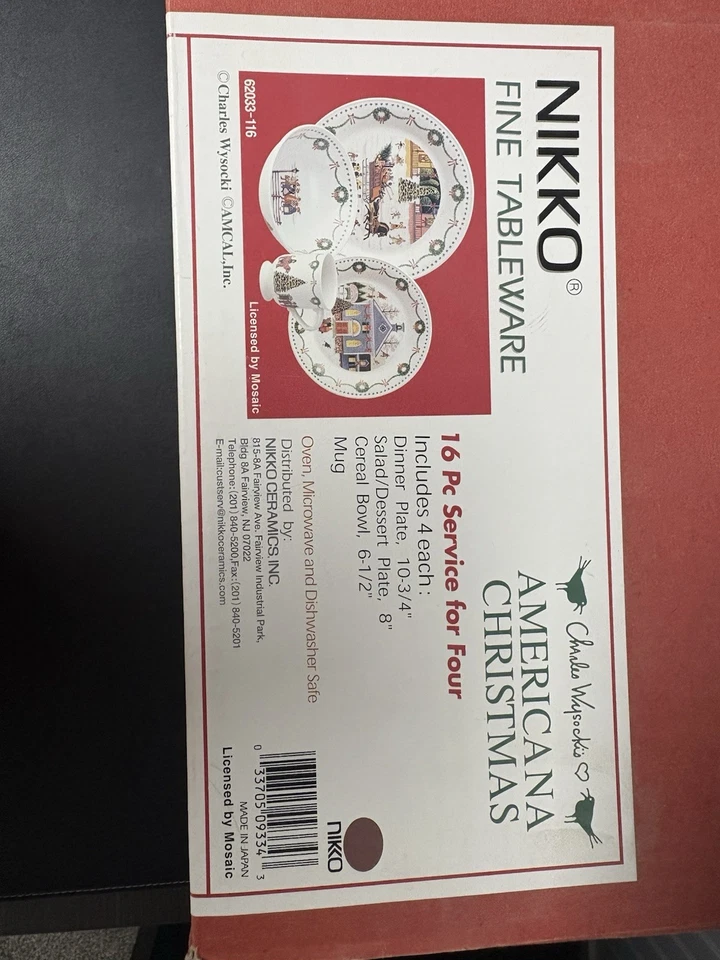 NIKKO®
FINE TABLEWARE
62033-116
Licensed by Mosaic
©Charles Wysocki ©AMCAL,Inc.
Charles Wysocki's
AMERICANA
CHRISTMAS
16 Pc Service for Four
Includes 4 each :
Dinner Plate, 10-3/4"
Salad/Dessert Plate, 8"
Cereal Bowl, 6-1/2"
Mug
Oven, Microwave and Dishwasher Safe
Distributed by:
NIKKO CERAMICS, INC.
815-8A Fairview Ave. Fairview Industrial Park,
Bldg 8A Fairview, NJ 07022
Telephone:(201) 840-5200,Fax:(201) 840-5201
E-mail:custserv@nikkoceramics.com
NIKKO
0 33705 09334 3
MADE IN JAPAN
Licensed by Mosaic